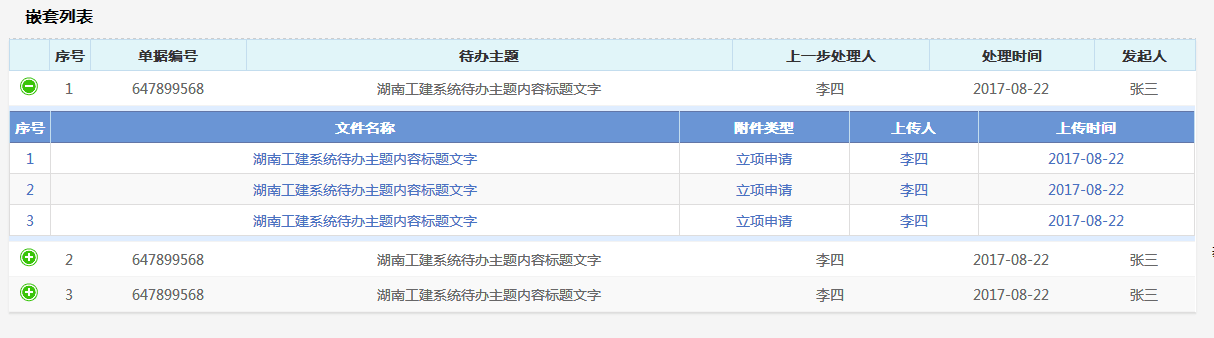 嵌套列表
序号 单据编号 待办主题 上一步处理人 处理时间 发起人
1 647899568 湖南工建系统待办主题内容标题文字 李四 2017-08-22 张三
序号 文件名称 附件类型 上传人 上传时间
1 湖南工建系统待办主题内容标题文字 立项申请 李四 2017-08-22
2 湖南工建系统待办主题内容标题文字 立项申请 李四 2017-08-22
3 湖南工建系统待办主题内容标题文字 立项申请 李四 2017-08-22
2 647899568 湖南工建系统待办主题内容标题文字 李四 2017-08-22 张三
3 647899568 湖南工建系统待办主题内容标题文字 李四 2017-08-22 张三